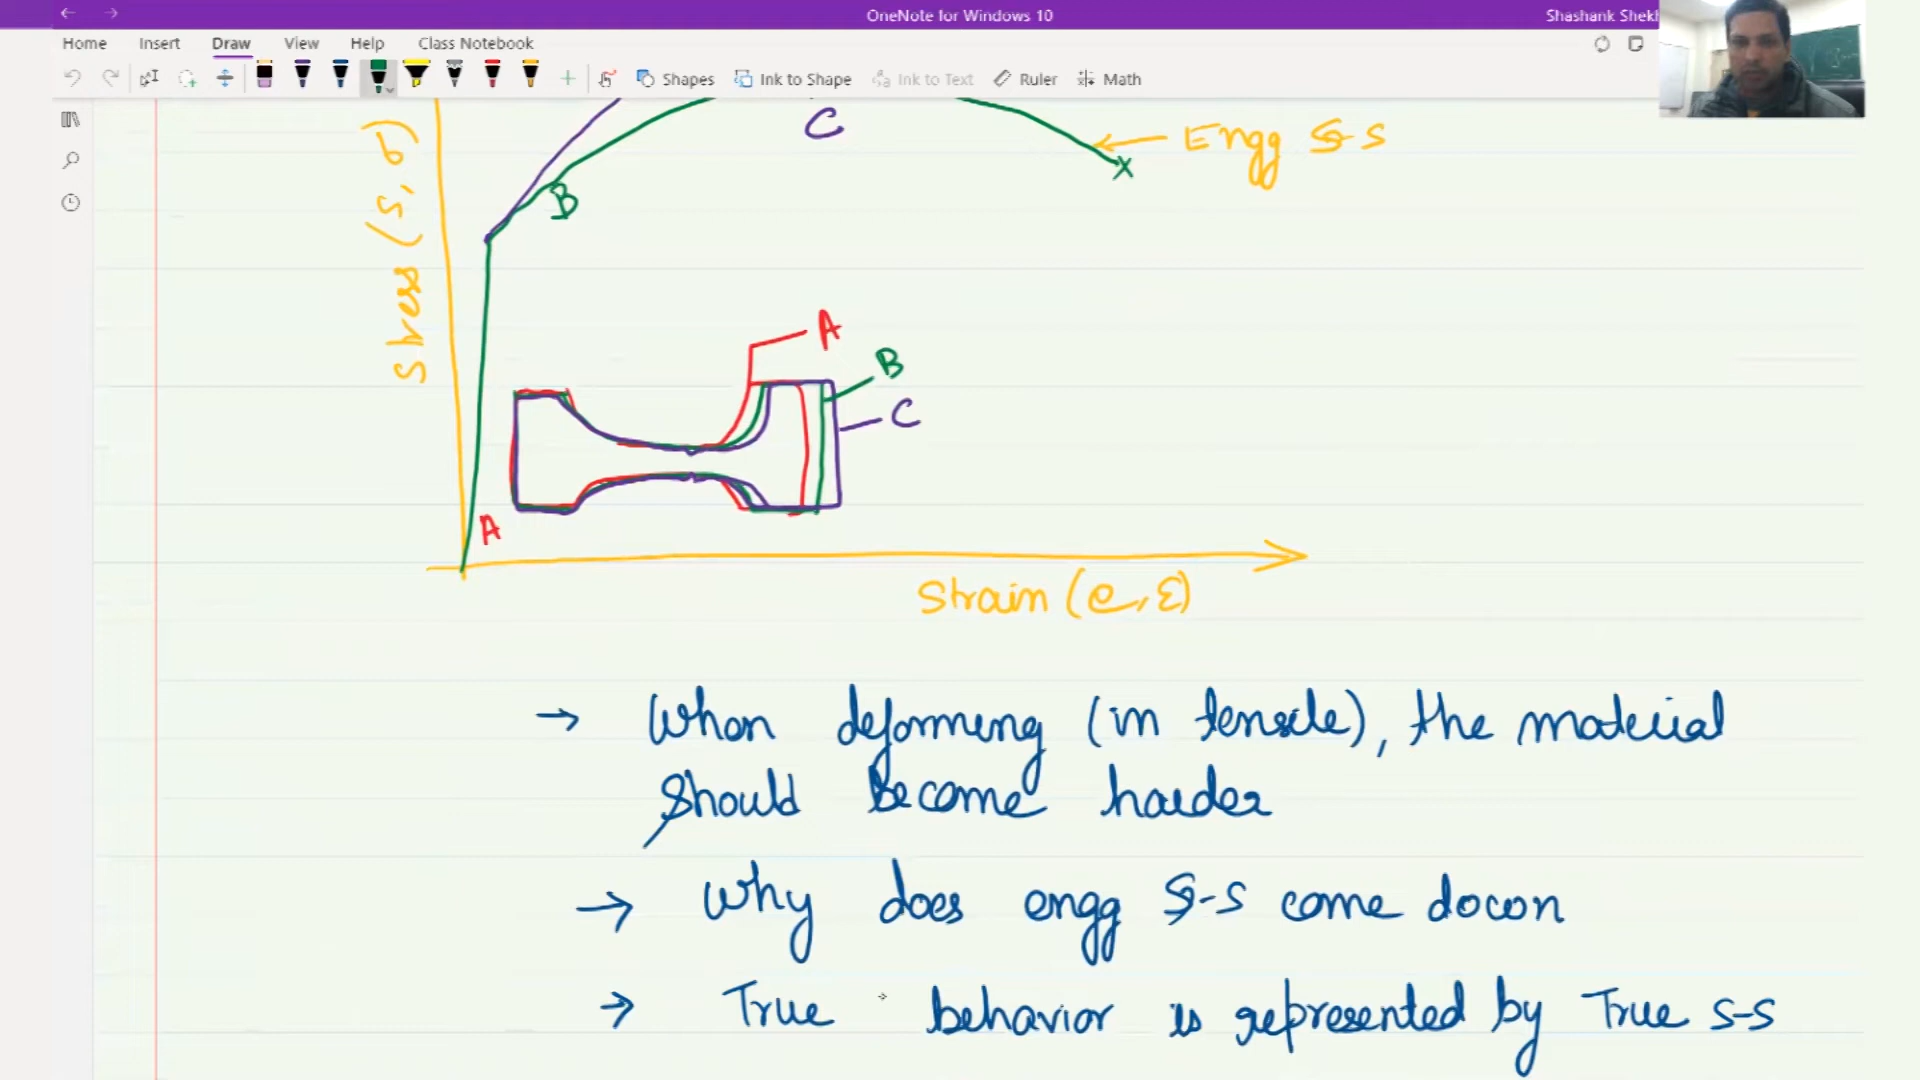 OneNote for Windows 10
Shashank Shekh
Home Insert Draw View Help Class Notebook
Shapes Ink to Shape Ink to Text Ruler Math
C
Engg S-S
x
B
Stress (S, σ)
A
B
C
A
Strain (e, ε)
→ When deforming (in tensile), the material
should Become harder
→ Why does engg S-S come down
→ True behavior is represented by True S-S